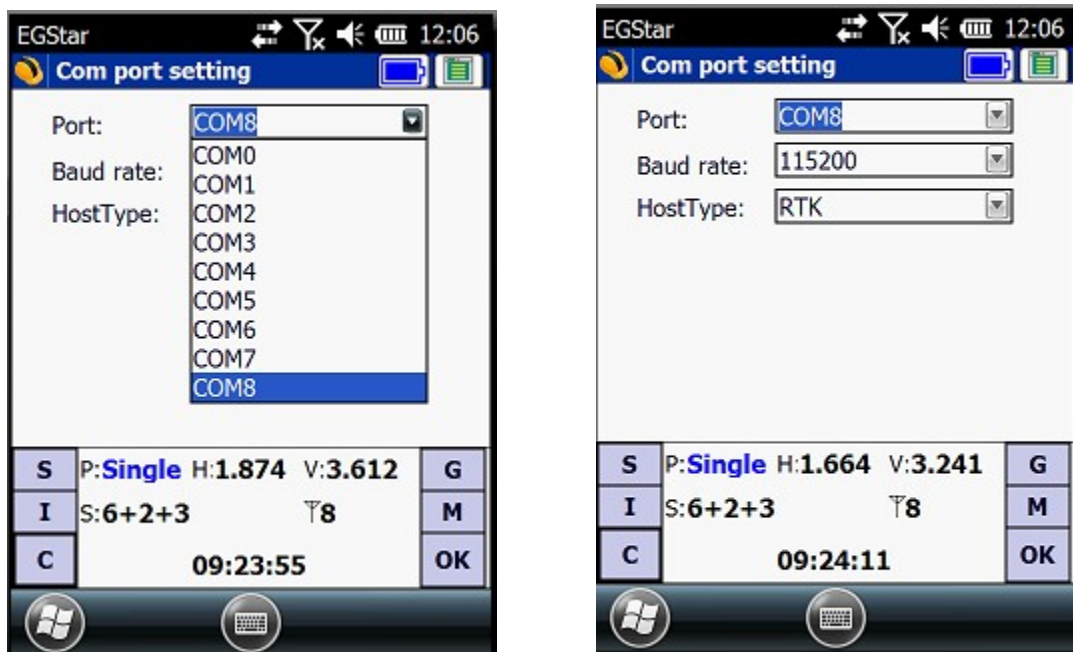 EGStar 12:06
Com port setting
Port: COM8
COM0
Baud rate:
COM1
HostType: COM2
COM3
COM4
COM5
COM6
COM7
COM8
S P:Single H:1.874 V:3.612 G
I S:6+2+3 8 M
C 09:23:55 OK
EGStar 12:06
Com port setting
Port: COM8
Baud rate: 115200
HostType: RTK
S P:Single H:1.664 V:3.241 G
I S:6+2+3 8 M
C 09:24:11 OK